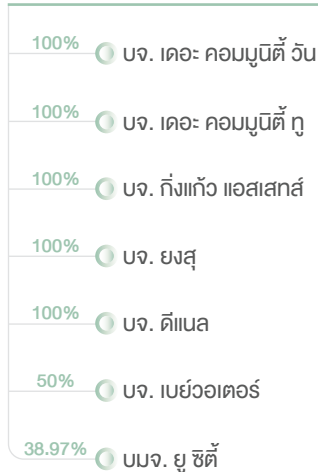 100% บจ. เดอะ คอมมูนิตี้ วัน
100% บจ. เดอะ คอมมูนิตี้ ทู
100% บจ. กิ่งแก้ว แอสเสทส์
100% บจ. ยงสุ
100% บจ. ดีแนล
50% บจ. เบย์วอเตอร์
38.97% บมจ. ยู ซิตี้